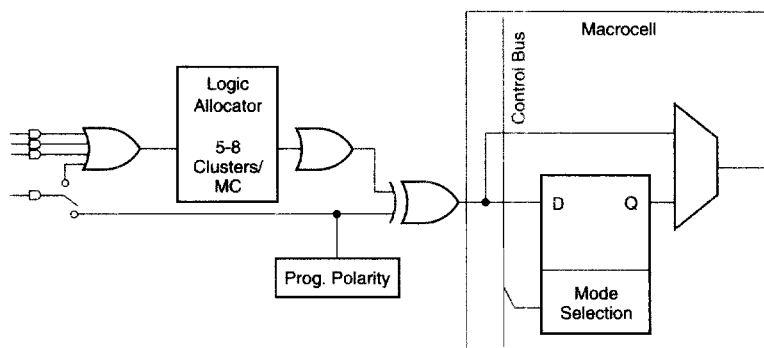 Macrocell
Control Bus
Logic
Allocator
5-8
Clusters/
MC
D
Q
Prog. Polarity
Mode
Selection